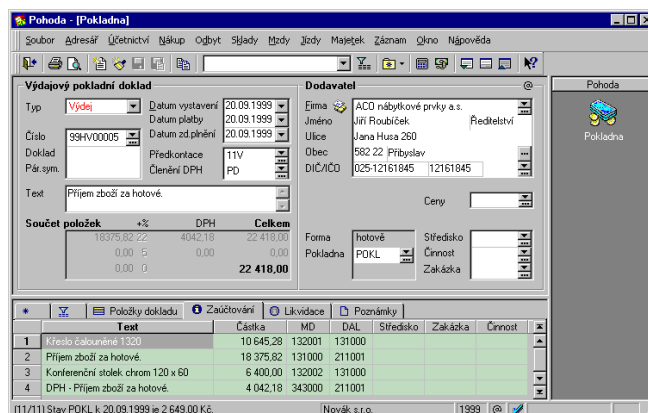 Pohoda - [Pokladna]
Soubor Adresář Účetnictví Nákup Odbyt Sklady Mzdy Jízdy Majetek Záznam Okno Nápověda
Výdajový pokladní doklad
Typ Výdej Datum vystavení 20.09.1999
Datum platby 20.09.1999
Číslo 99HV00005 Datum zd.plnění 20.09.1999
Doklad Předkontace 11V
Pár.sym. Členění DPH PD
Text Příjem zboží za hotové.
Součet položek +% DPH Celkem
18375,82 22 4042,18 22 418,00
0,00 5 0,00 0,00
0,00 0 22 418,00
Dodavatel @
Firma ACO nábytkové prvky a.s.
Jméno Jiří Roubíček Ředitelství
Ulice Jana Husa 260
Obec 582 22 Přibyslav ...
DIČ/IČO 025-12161845 12161845
Ceny
Forma hotově Středisko
Pokladna POKL Činnost
Zakázka
Pohoda
Pokladna
* Položky dokladu Zaúčtování Likvidace Poznámky
Text Částka MD DAL Středisko Zakázka Činnost
1 Křeslo čalouněné 1320 10 645,28 132001 131000
2 Příjem zboží za hotové. 18 375,82 131000 211001
3 Konferenční stolek chrom 120 x 60 6 400,00 132002 131000
4 DPH - Příjem zboží za hotové. 4 042,18 343000 211001
(11/11) Stav POKL k 20.09.1999 je 2 649,00 Kč. Novák s.r.o. 1999 @